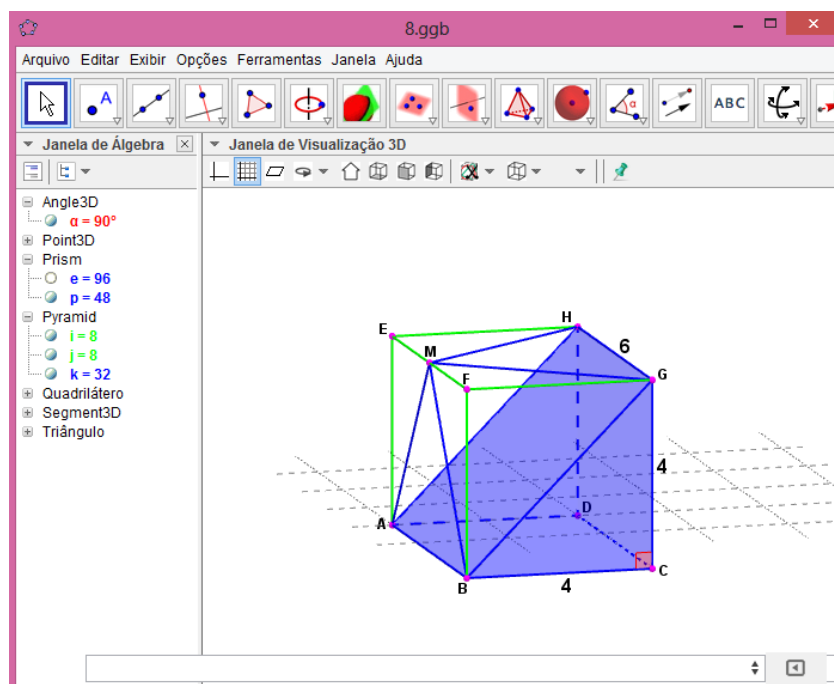 8.ggb
Arquivo Editar Exibir Opções Ferramentas Janela Ajuda
A
α
ABC
Janela de Álgebra
Janela de Visualização 3D
Angle3D
α = 90°
Point3D
Prism
e = 96
p = 48
Pyramid
i = 8
j = 8
k = 32
Quadrilátero
Segment3D
Triângulo
E
H
M
6
F
G
4
A
D
C
B
4